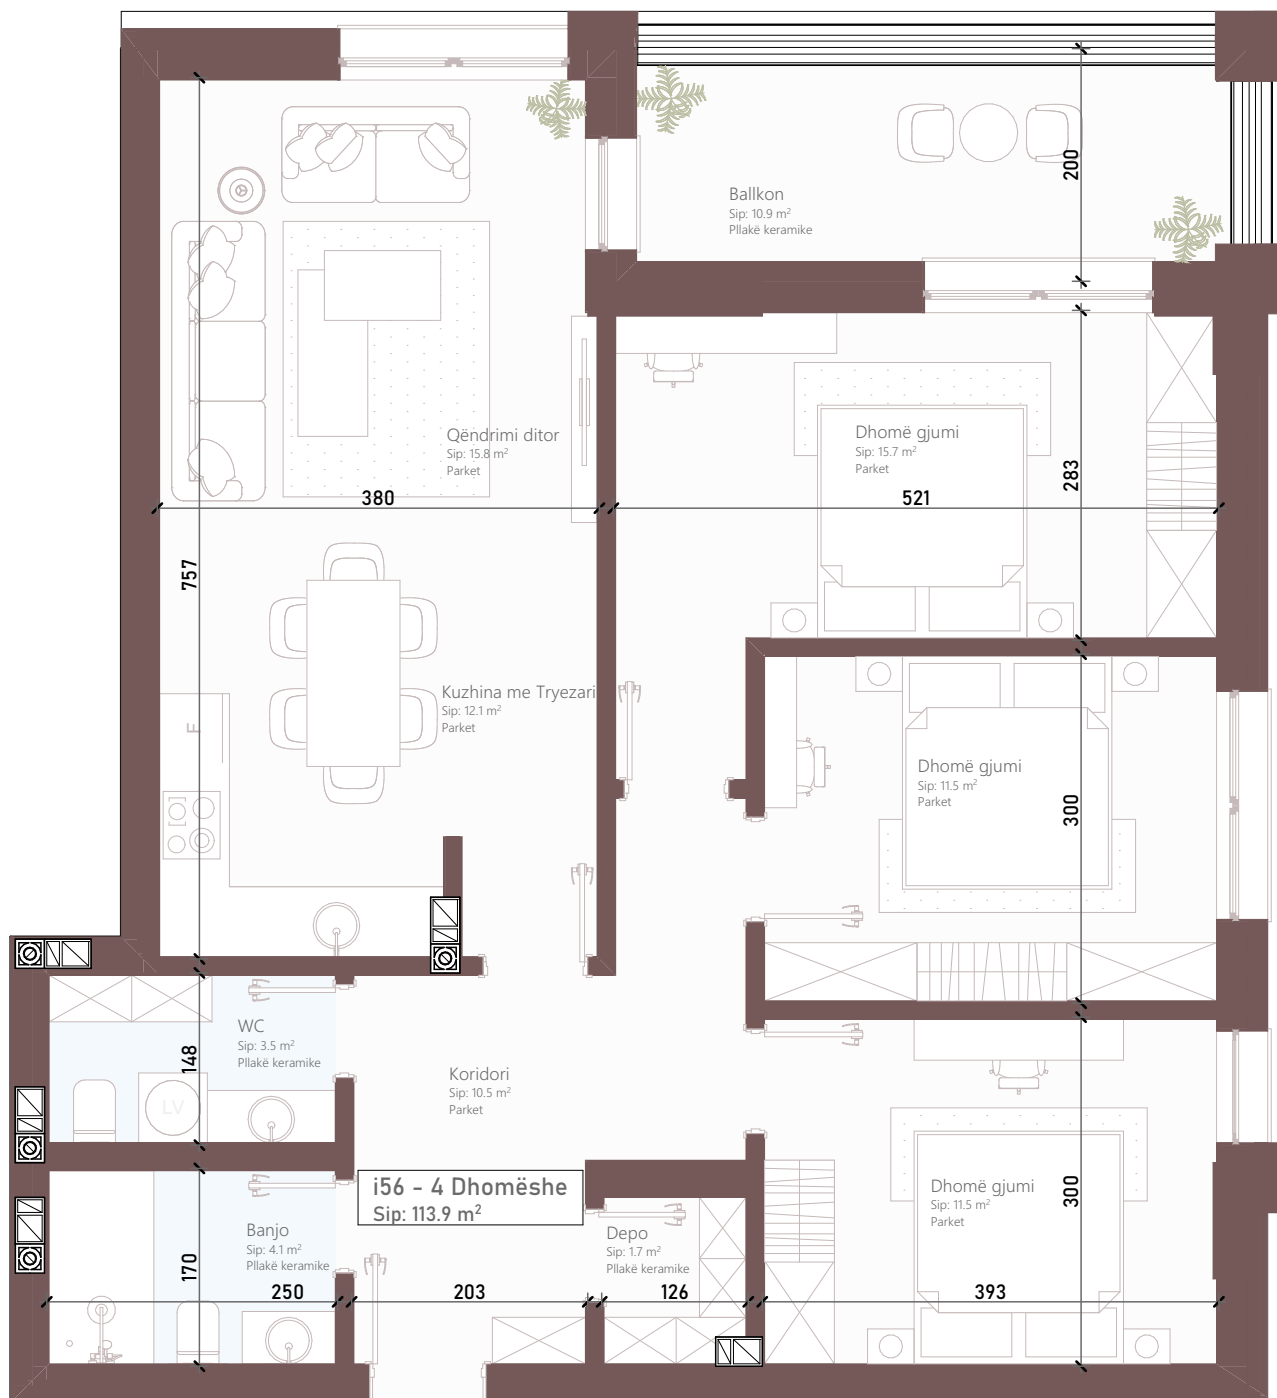 Ballkon
Sip: 10.9 m²
Pllakë keramike
200
Qëndrimi ditor
Sip: 15.8 m²
Parket
Dhomë gjumi
Sip: 15.7 m²
Parket
283
380
521
757
Kuzhina me Tryezari
Sip: 12.1 m²
Parket
F
Dhomë gjumi
Sip: 11.5 m²
Parket
300
WC
Sip: 3.5 m²
Pllakë keramike
148
LV
Koridori
Sip: 10.5 m²
Parket
i56 - 4 Dhomëshe
Sip: 113.9 m²
Dhomë gjumi
Sip: 11.5 m²
Parket
300
Banjo
Sip: 4.1 m²
Pllakë keramike
170
Depo
Sip: 1.7 m²
Pllakë keramike
250
203
126
393